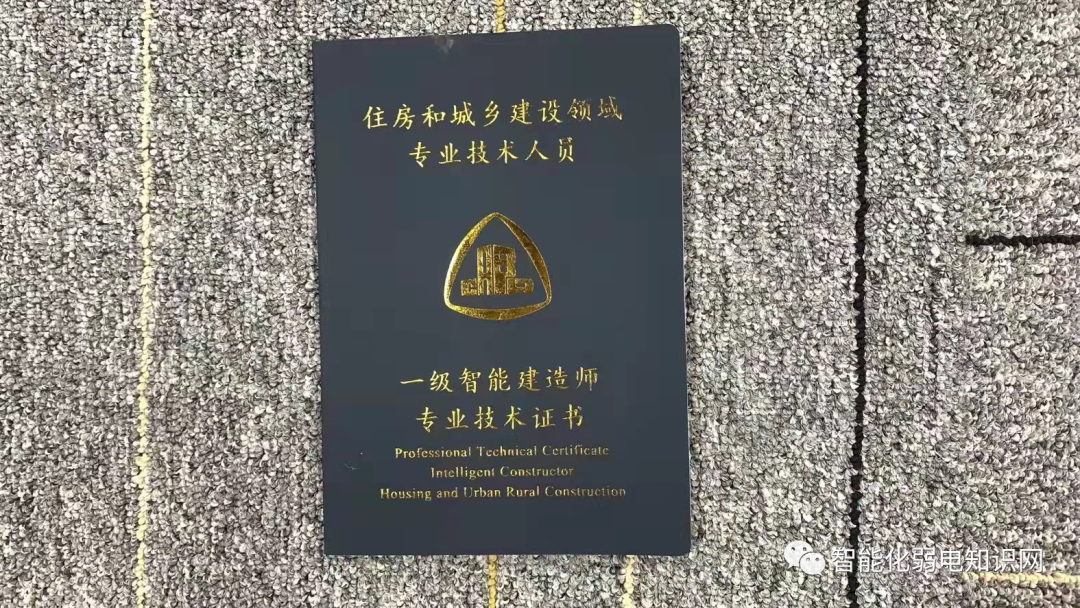 住房和城乡建设领域
专业技术人员
一级智能建造师
专业技术证书
Professional Technical Certificate
Intelligent Constructor
Housing and Urban Rural Construction
智能化弱电知识网